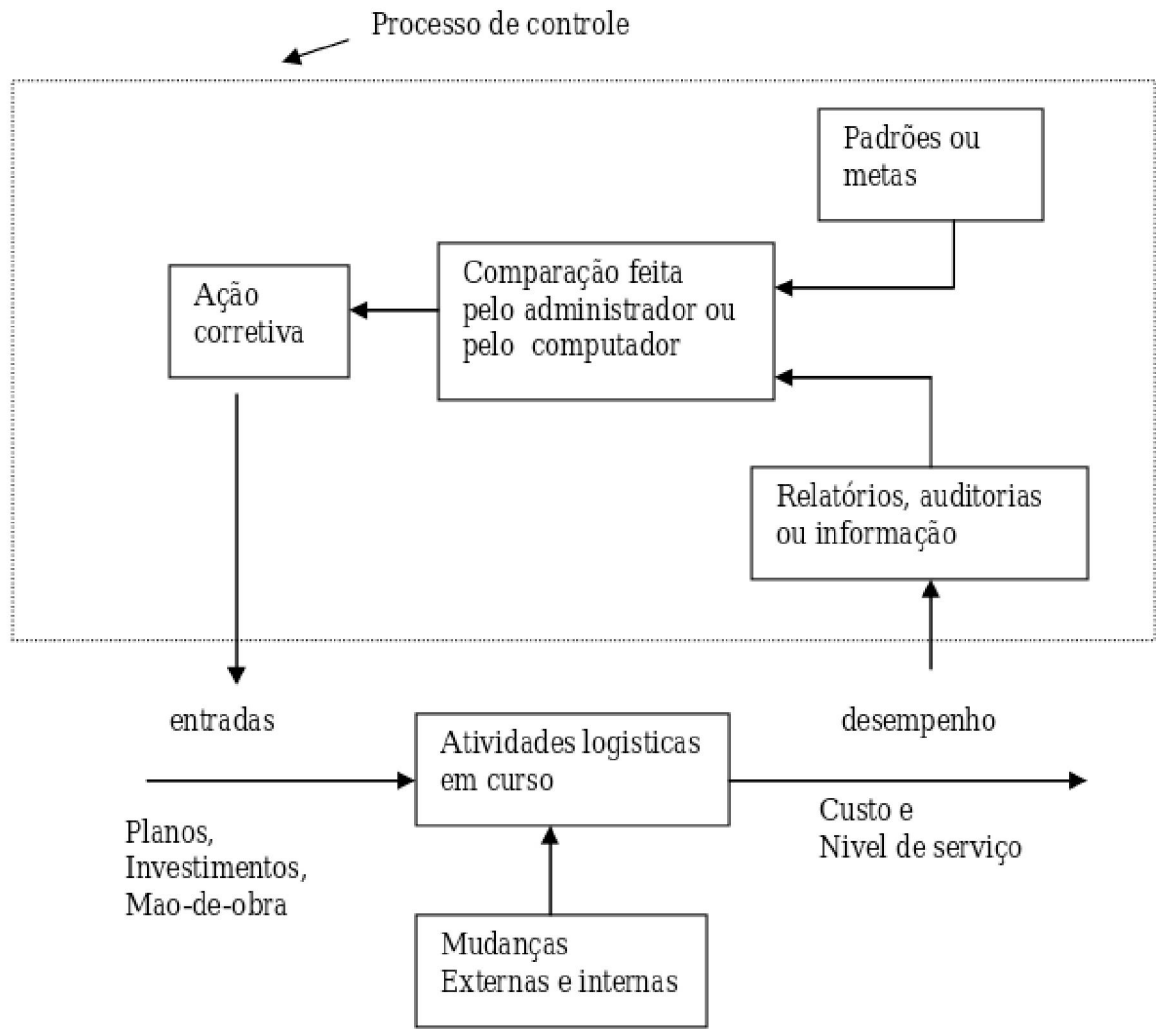 Processo de controle
Padrões ou
metas
Comparação feita
pelo administrador ou
pelo computador
Ação
corretiva
Relatórios, auditorias
ou informação
entradas
desempenho
Atividades logisticas
em curso
Custo e
Nivel de serviço
Planos,
Investimentos,
Mao-de-obra
Mudanças
Externas e internas